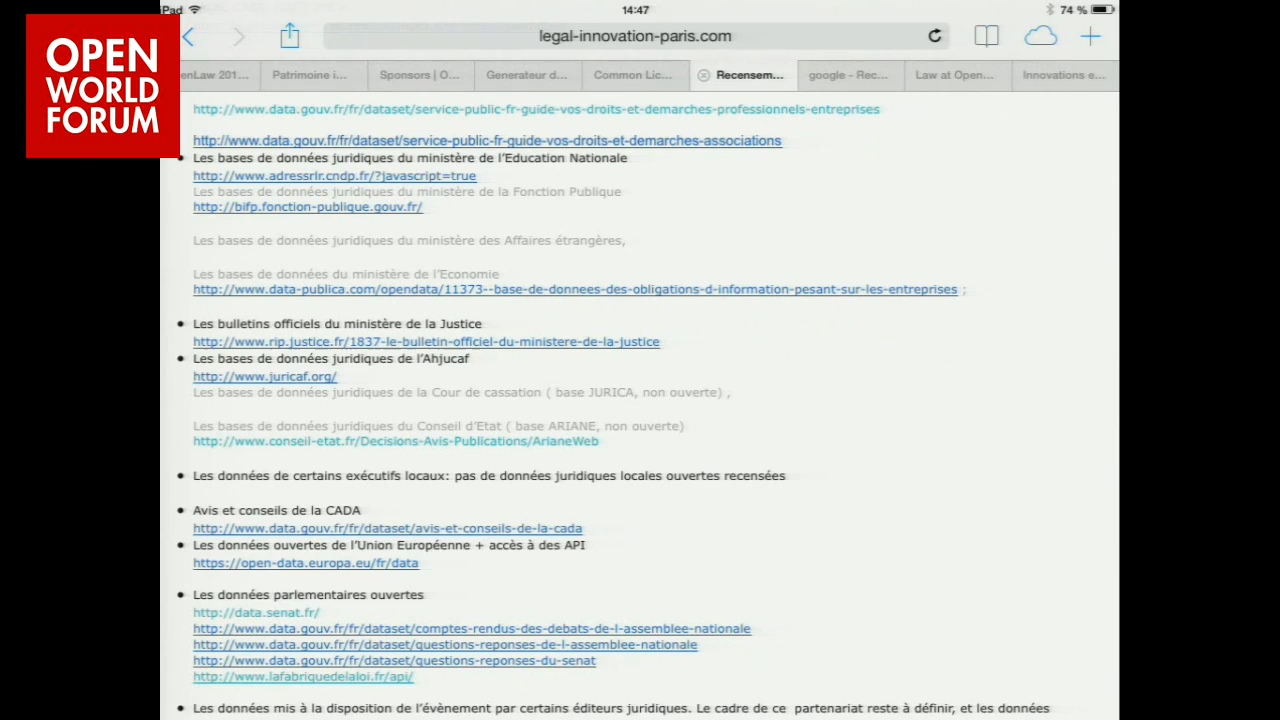 iPad
14:47
74 %
OPEN
WORLD
FORUM
legal-innovation-paris.com
enLaw 201...
Patrimoine i...
Sponsors | O...
Generateur d...
Common Lic...
Recensem...
google - Rec...
Law at Open...
Innovations e...
http://www.data.gouv.fr/fr/dataset/service-public-fr-guide-vos-droits-et-demarches-professionnels-entreprises
http://www.data.gouv.fr/fr/dataset/service-public-fr-guide-vos-droits-et-demarches-associations
• Les bases de données juridiques du ministère de l'Education Nationale
http://www.adressrlr.cndp.fr/?javascript=true
Les bases de données juridiques du ministère de la Fonction Publique
http://bifp.fonction-publique.gouv.fr/
Les bases de données juridiques du ministère des Affaires étrangères,
Les bases de données du ministère de l'Economie
http://www.data-publica.com/opendata/11373--base-de-donnees-des-obligations-d-information-pesant-sur-les-entreprises ;
• Les bulletins officiels du ministère de la Justice
http://www.rip.justice.fr/1837-le-bulletin-officiel-du-ministere-de-la-justice
• Les bases de données juridiques de l'Ahjucaf
http://www.juricaf.org/
Les bases de données juridiques de la Cour de cassation ( base JURICA, non ouverte) ,
Les bases de données juridiques du Conseil d'Etat ( base ARIANE, non ouverte)
http://www.conseil-etat.fr/Decisions-Avis-Publications/ArianeWeb
• Les données de certains exécutifs locaux: pas de données juridiques locales ouvertes recensées
• Avis et conseils de la CADA
http://www.data.gouv.fr/fr/dataset/avis-et-conseils-de-la-cada
• Les données ouvertes de l'Union Européenne + accès à des API
https://open-data.europa.eu/fr/data
• Les données parlementaires ouvertes
http://data.senat.fr/
http://www.data.gouv.fr/fr/dataset/comptes-rendus-des-debats-de-l-assemblee-nationale
http://www.data.gouv.fr/fr/dataset/questions-reponses-de-l-assemblee-nationale
http://www.data.gouv.fr/fr/dataset/questions-reponses-du-senat
http://www.lafabriquedelaloi.fr/api/
• Les données mis à la disposition de l'évènement par certains éditeurs juridiques. Le cadre de ce partenariat reste à définir, et les données